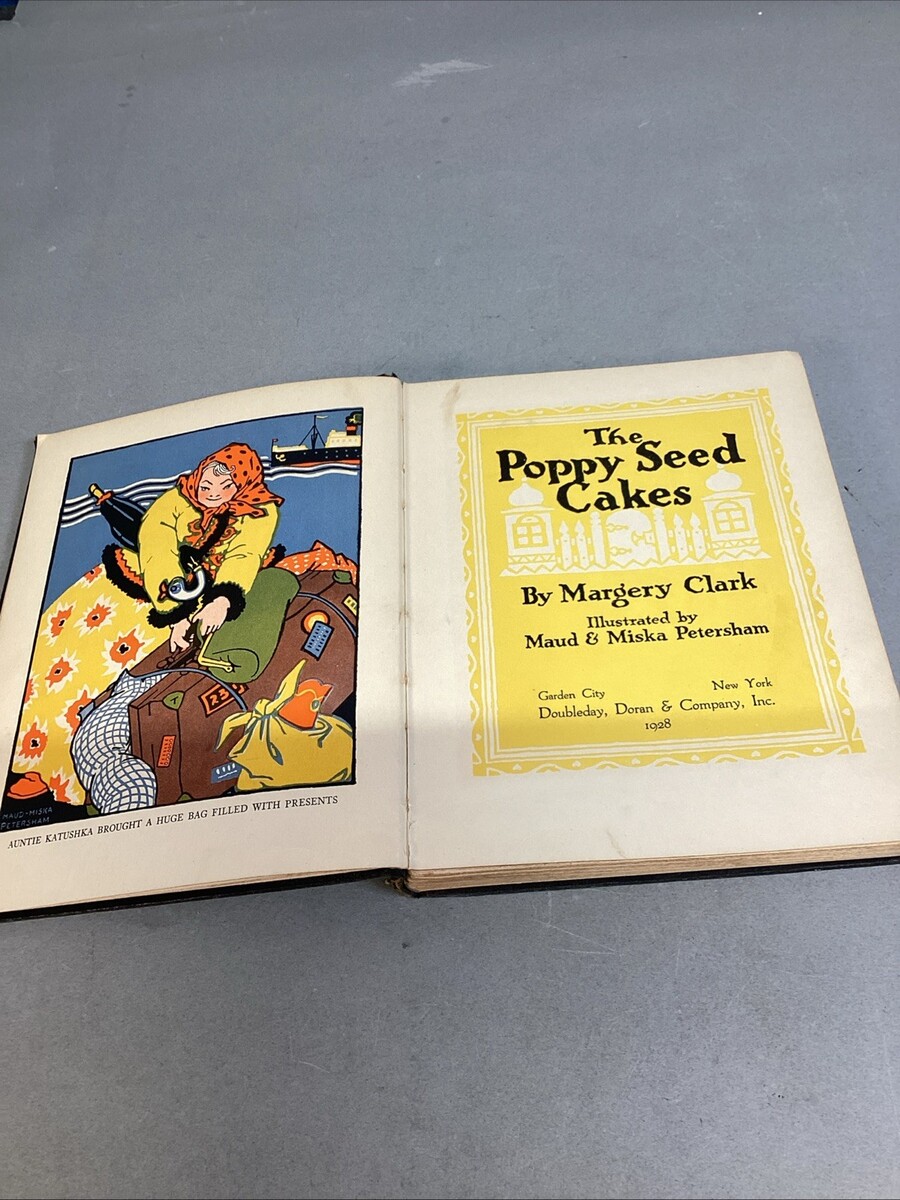 MAUD-MISKA
PETERSHAM
AUNTIE KATUSHKA BROUGHT A HUGE BAG FILLED WITH PRESENTS
The
Poppy Seed
Cakes
By Margery Clark
Illustrated by
Maud & Miska Petersham
Garden City New York
Doubleday, Doran & Company, Inc.
1928